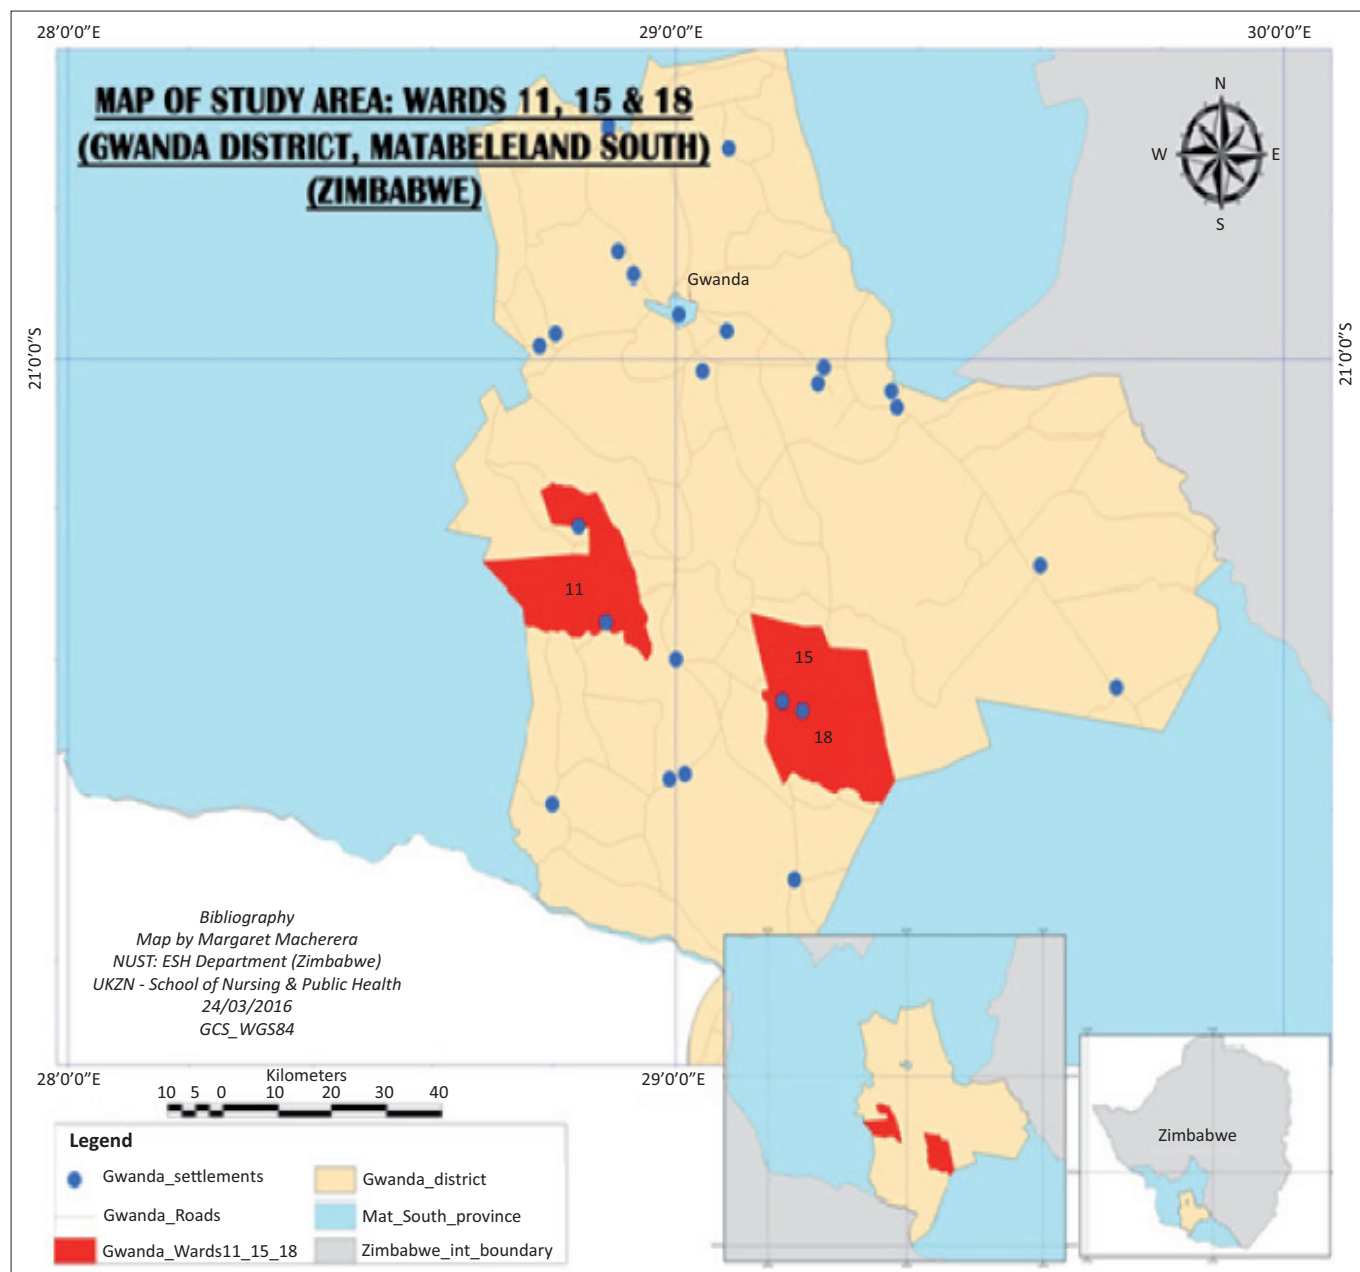 28'0'0"E 29'0'0"E 30'0'0"E
MAP OF STUDY AREA: WARDS 11, 15 & 18
(GWANDA DISTRICT, MATABELELAND SOUTH)
(ZIMBABWE)
N
W E
S
Gwanda
21'0'0"S 21'0'0"S
11
15
18
Bibliography
Map by Margaret Macherera
NUST: ESH Department (Zimbabwe)
UKZN - School of Nursing & Public Health
24/03/2016
GCS_WGS84
28'0'0"E 29'0'0"E
Kilometers
10 5 0 10 20 30 40
Legend
Gwanda_settlements
Gwanda_district
Gwanda_Roads
Mat_South_province
Gwanda_Wards11_15_18
Zimbabwe_int_boundary
Zimbabwe